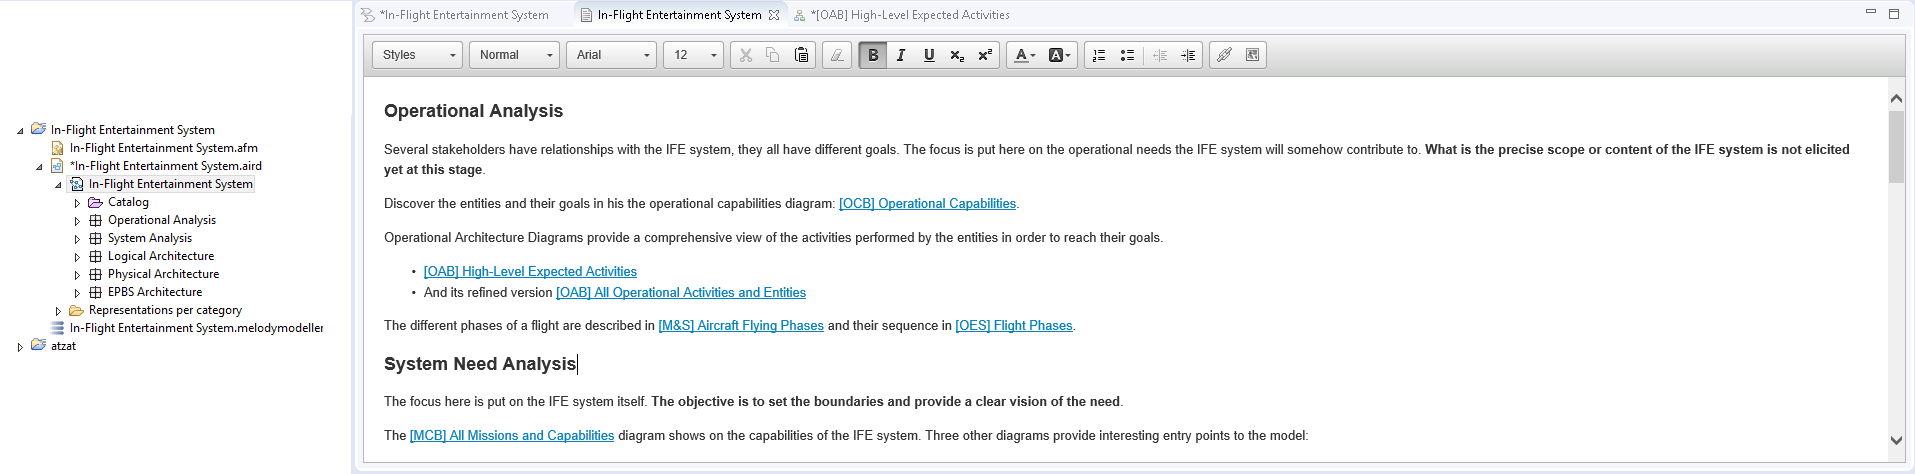 In-Flight Entertainment System
In-Flight Entertainment System.afm
*In-Flight Entertainment System.aird
In-Flight Entertainment System
Catalog
Operational Analysis
System Analysis
Logical Architecture
Physical Architecture
EPBS Architecture
Representations per category
In-Flight Entertainment System.melodymodeller
atzat
*In-Flight Entertainment System
In-Flight Entertainment System
*[OAB] High-Level Expected Activities
Styles Normal Arial 12 B I U x₂ x² A A
Operational Analysis
Several stakeholders have relationships with the IFE system, they all have different goals. The focus is put here on the operational needs the IFE system will somehow contribute to. What is the precise scope or content of the IFE system is not elicited
yet at this stage.
Discover the entities and their goals in his the operational capabilities diagram: [OCB] Operational Capabilities.
Operational Architecture Diagrams provide a comprehensive view of the activities performed by the entities in order to reach their goals.
• [OAB] High-Level Expected Activities
• And its refined version [OAB] All Operational Activities and Entities
The different phases of a flight are described in [M&S] Aircraft Flying Phases and their sequence in [OES] Flight Phases.
System Need Analysis
The focus here is put on the IFE system itself. The objective is to set the boundaries and provide a clear vision of the need.
The [MCB] All Missions and Capabilities diagram shows on the capabilities of the IFE system. Three other diagrams provide interesting entry points to the model: